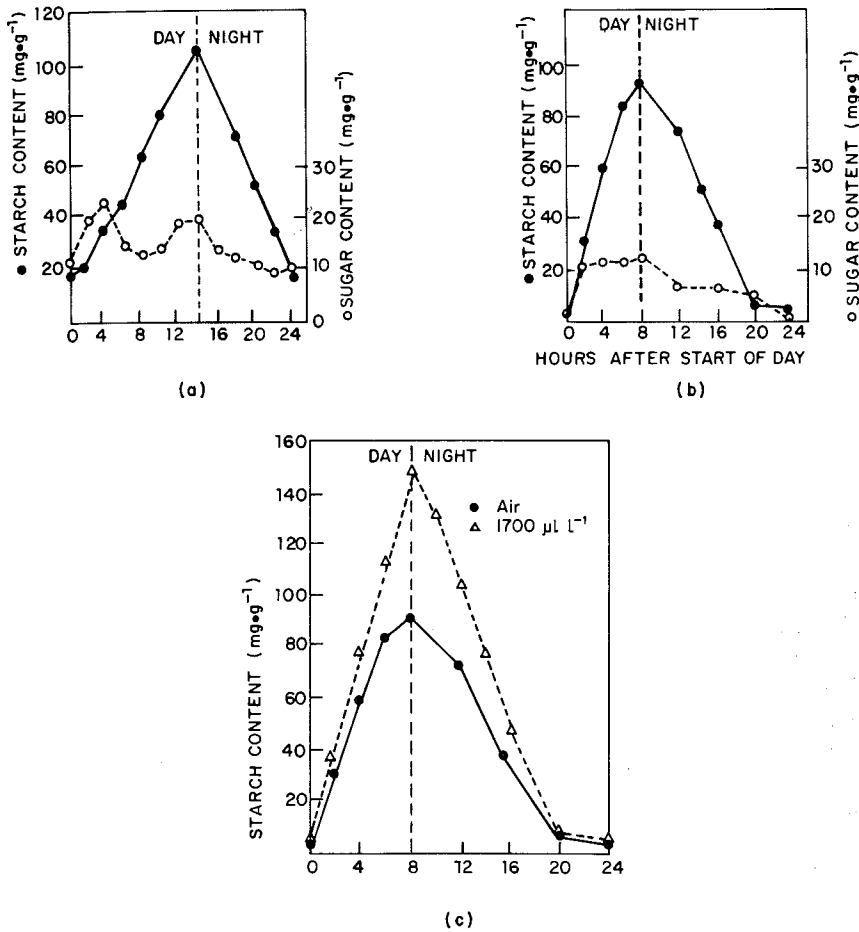 120
100
80
60
40
20
● STARCH CONTENT (mg•g⁻¹)
DAY NIGHT
30
20
10
0
○ SUGAR CONTENT (mg•g⁻¹)
0 4 8 12 16 20 24
(a)
100
80
60
40
20
● STARCH CONTENT (mg•g⁻¹)
DAY NIGHT
30
20
10
0
○ SUGAR CONTENT (mg•g⁻¹)
0 4 8 12 16 20 24
HOURS AFTER START OF DAY
(b)
160
140
120
100
80
60
40
20
STARCH CONTENT (mg•g⁻¹)
DAY NIGHT
● Air
△ 1700 µl l⁻¹
0 4 8 12 16 20 24
(c)